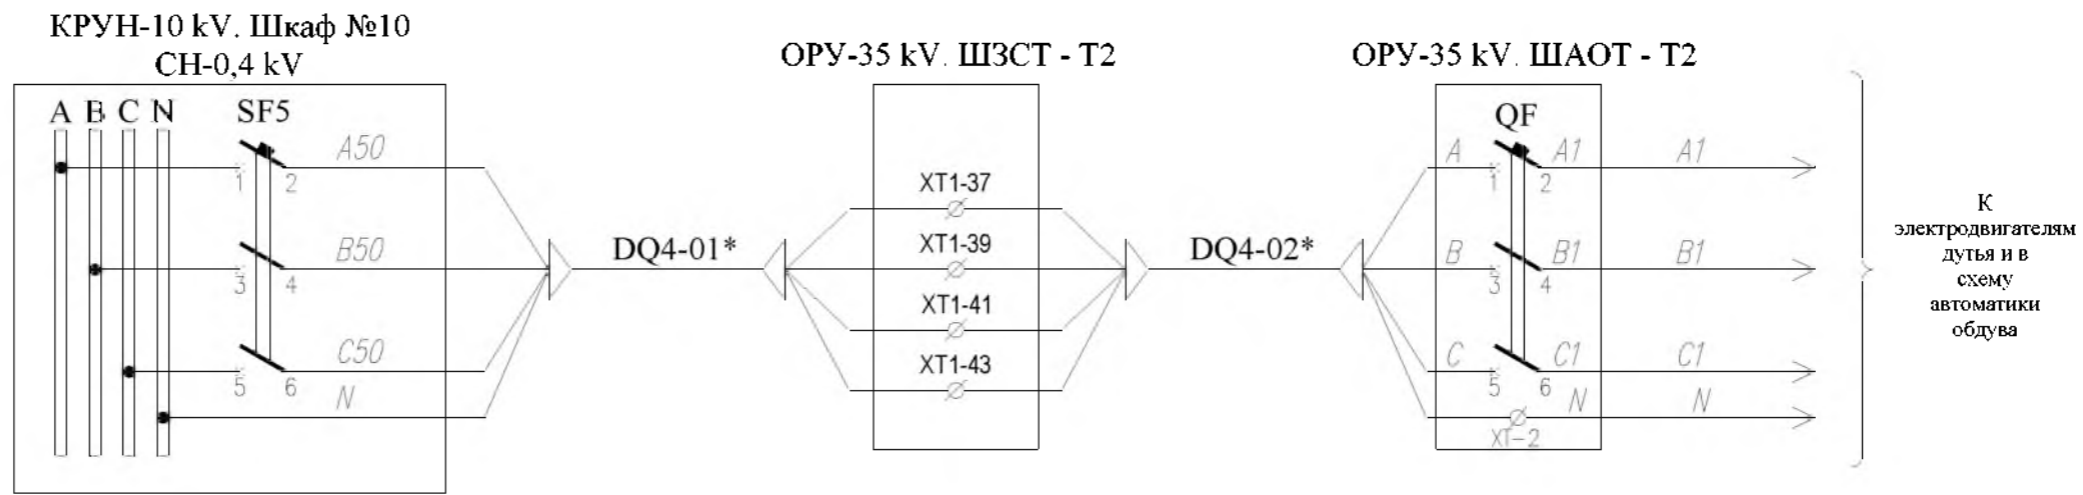 КРУН-10 kV. Шкаф №10
СН-0,4 kV
A B C N
SF5
A50
1 2
B50
3 4
C50
5 6
N
DQ4-01*
ОРУ-35 kV. ШЗСТ - Т2
XT1-37
XT1-39
XT1-41
XT1-43
DQ4-02*
ОРУ-35 kV. ШАОТ - Т2
QF
A A1 A1
1 2
B B1 B1
3 4
C C1 C1
5 6
N N
XT-2
К
электродвигателям
дутья и в
схему
автоматики
обдува